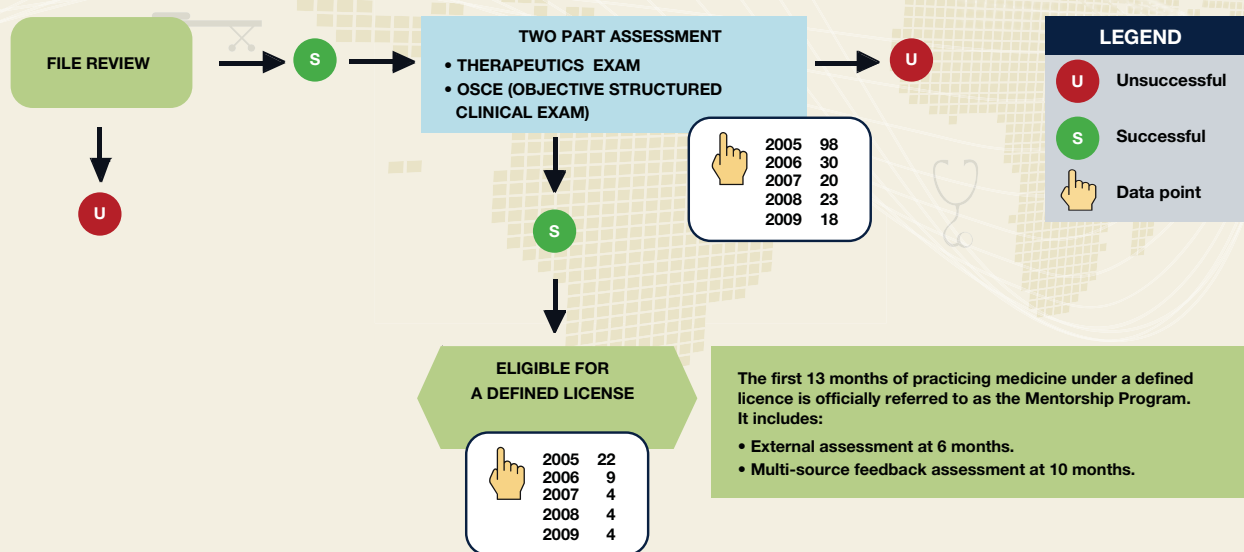 FILE REVIEW
S
TWO PART ASSESSMENT
• THERAPEUTICS EXAM
• OSCE (OBJECTIVE STRUCTURED
CLINICAL EXAM)
U
LEGEND
U Unsuccessful
S Successful
Data point
2005 98
2006 30
2007 20
2008 23
2009 18
U
S
ELIGIBLE FOR
A DEFINED LICENSE
2005 22
2006 9
2007 4
2008 4
2009 4
The first 13 months of practicing medicine under a defined
licence is officially referred to as the Mentorship Program.
It includes:
• External assessment at 6 months.
• Multi-source feedback assessment at 10 months.